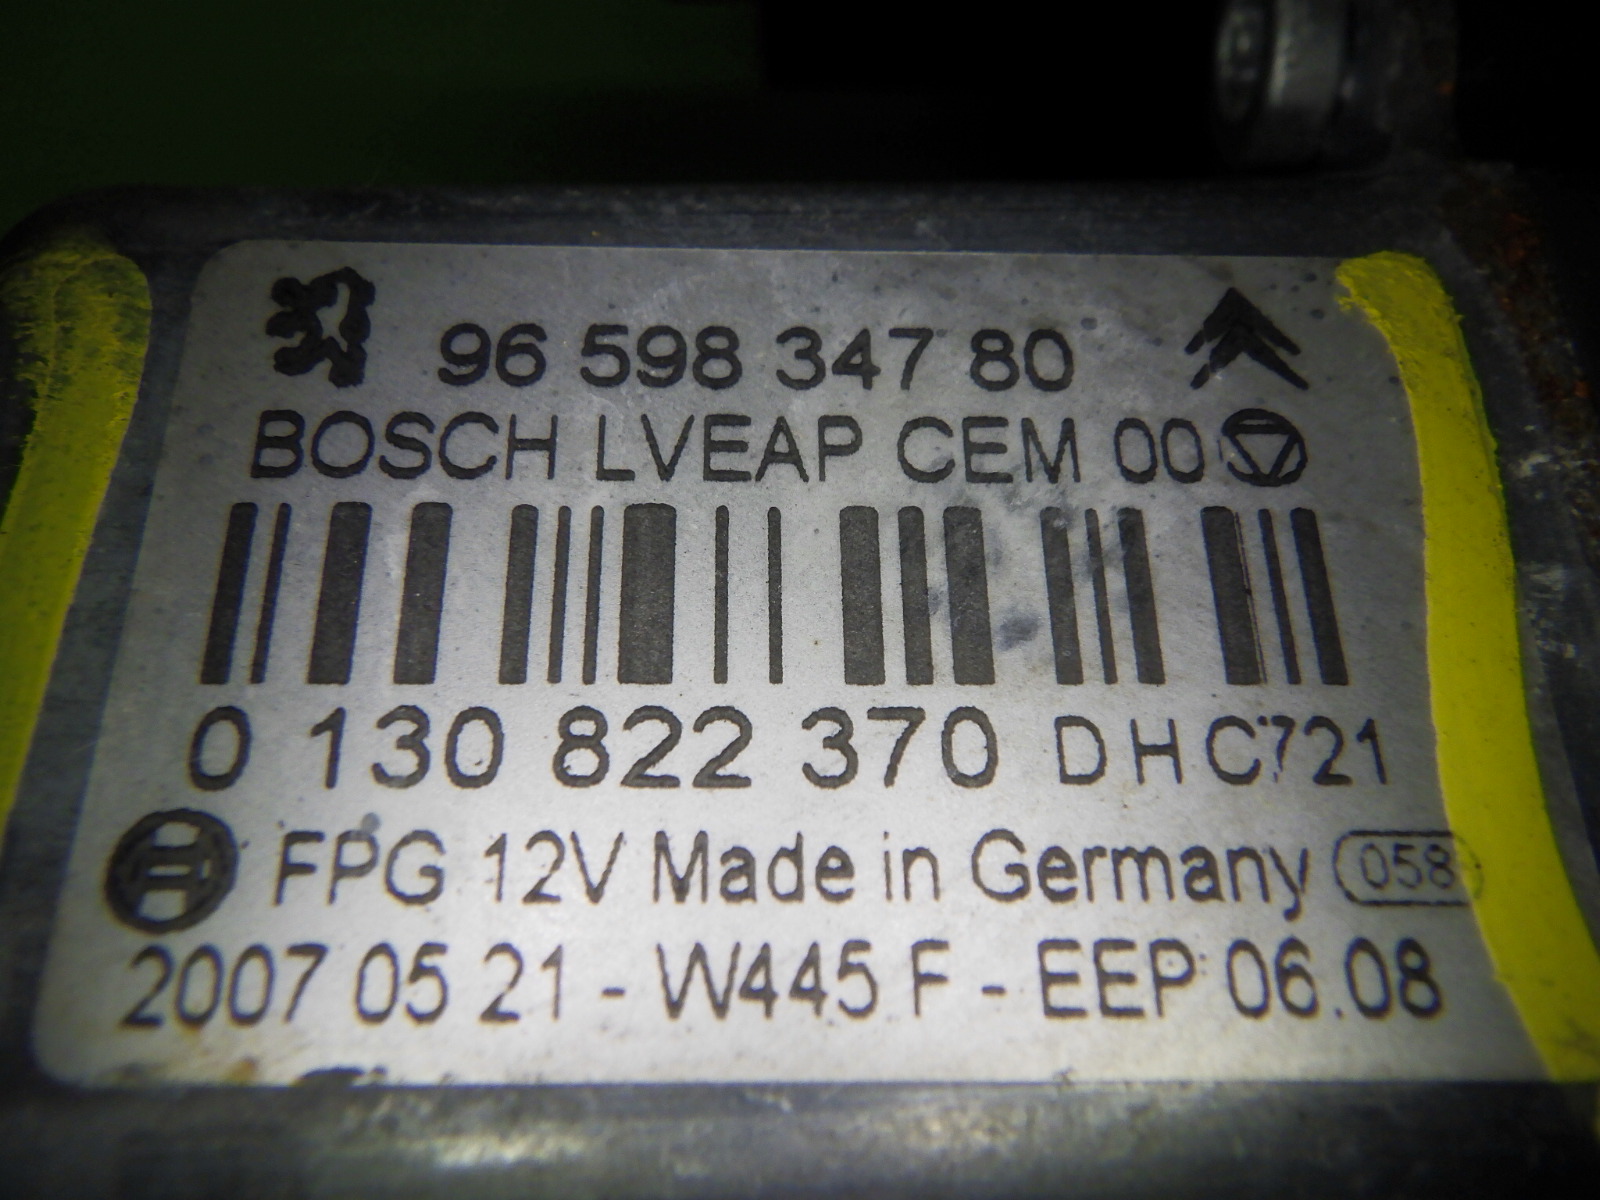 96 598 347 80
BOSCH LVEAP CEM 00
0 130 822 370 DHC721
FPG 12V Made in Germany 058
2007 05 21 - W445 F - EEP 06.08